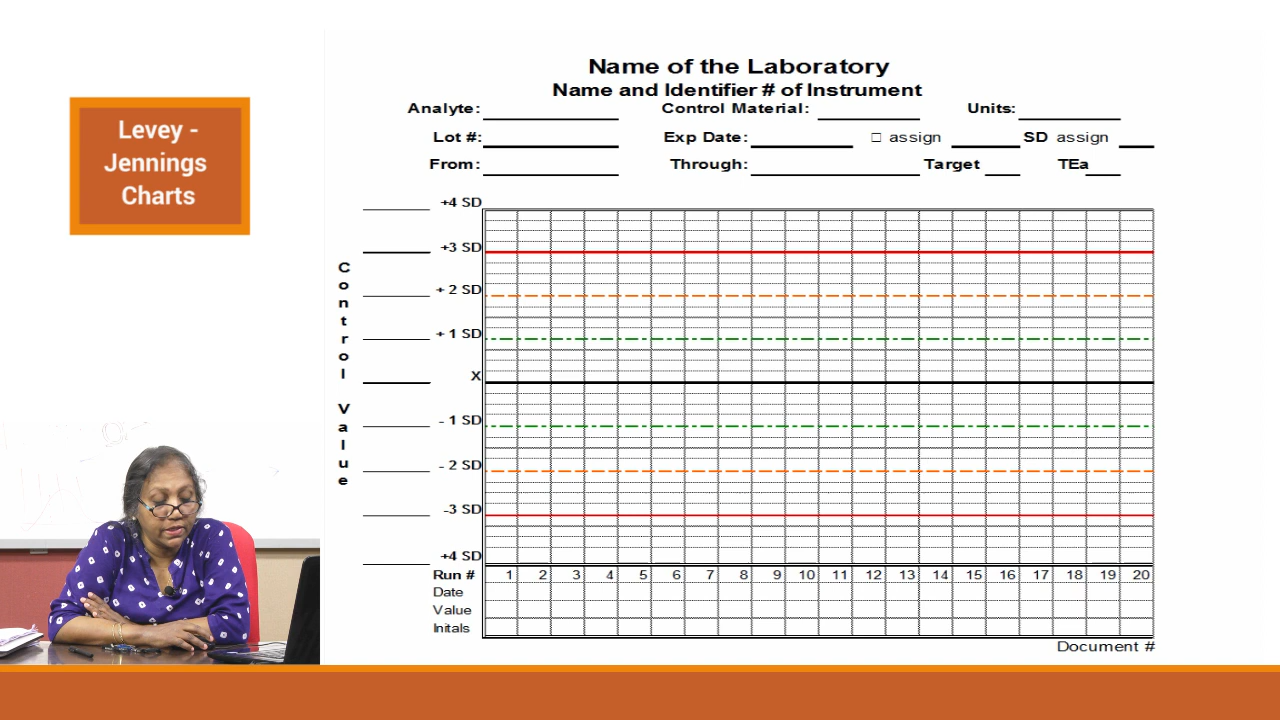 Levey -
Jennings
Charts
Name of the Laboratory
Name and Identifier # of Instrument
Analyte: Control Material: Units:
Lot #: Exp Date: □ assign SD assign
From: Through: Target TEa
+4 SD
+3 SD
+ 2 SD
+ 1 SD
X
- 1 SD
- 2 SD
-3 SD
+4 SD
Control Value
Run # 1 2 3 4 5 6 7 8 9 10 11 12 13 14 15 16 17 18 19 20
Date
Value
Initals
Document #